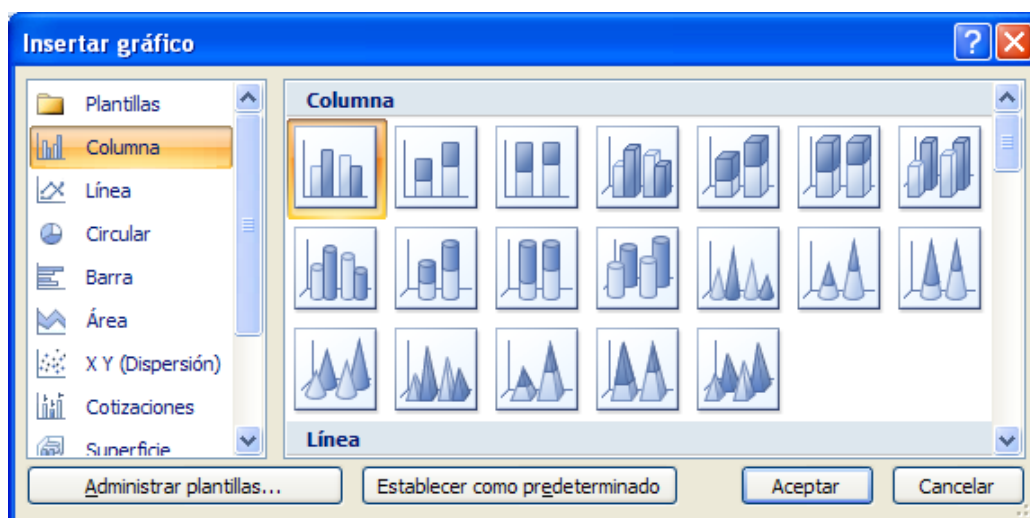 Insertar gráfico
Plantillas
Columna
Línea
Circular
Barra
Área
X Y (Dispersión)
Cotizaciones
Superficie
Columna
Línea
Administrar plantillas...
Establecer como predeterminado
Aceptar
Cancelar